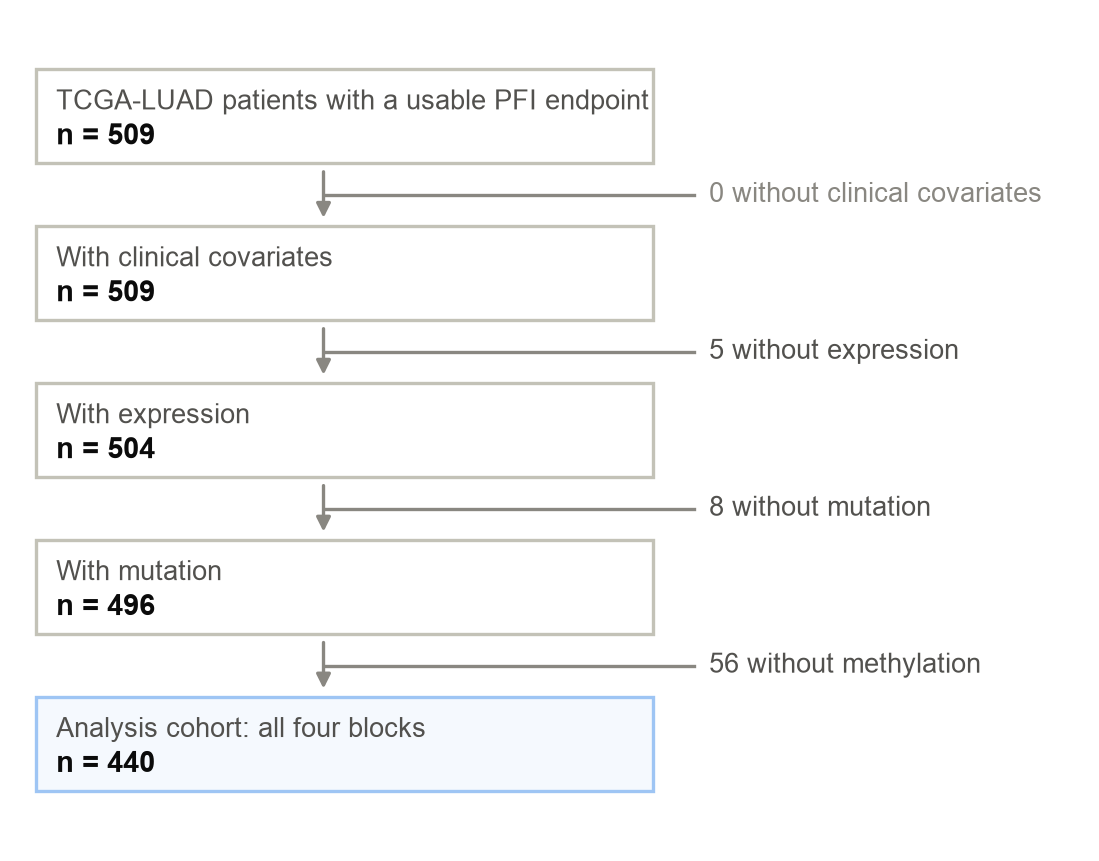 TCGA-LUAD patients with a usable PFI endpoint
n = 509
0 without clinical covariates
With clinical covariates
n = 509
5 without expression
With expression
n = 504
8 without mutation
With mutation
n = 496
56 without methylation
Analysis cohort: all four blocks
n = 440